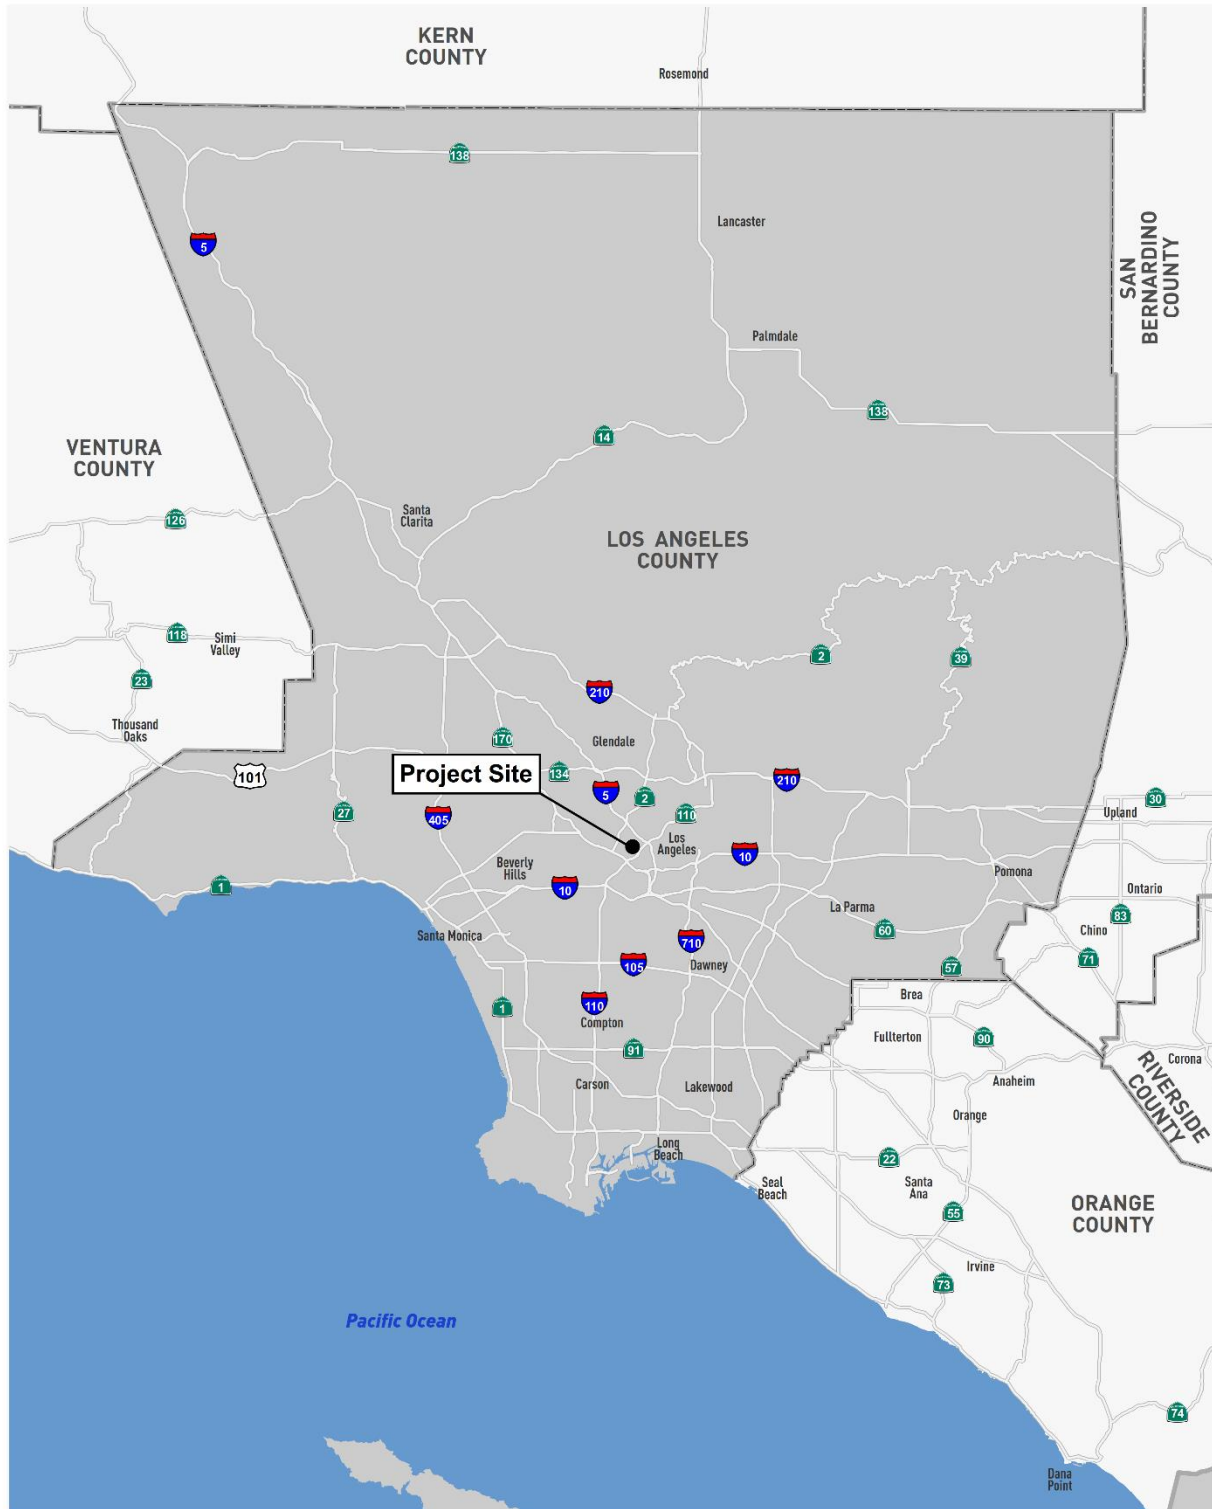 KERN
COUNTY
Rosemond
138
Lancaster
5
SAN
BERNARDINO
COUNTY
Palmdale
138
14
VENTURA
COUNTY
126
Santa
Clarita
LOS ANGELES
COUNTY
118
Simi
Valley
2
39
23
210
Thousand
Oaks
170
Glendale
101
Project Site
134
5
2
210
30
27
405
110
Upland
Los
Angeles
10
Beverly
Hills
Pomona
1
10
Ontario
La Parma
83
Santa Monica
60
Chino
710
105
Dawney
57
71
Brea
1
110
Compton
Fullterton
90
91
Corona
Carson
Lakewood
Anaheim
RIVERSIDE
COUNTY
Orange
Long
Beach
22
Seal
Beach
Santa
Ana
55
ORANGE
COUNTY
Irvine
73
Pacific Ocean
74
Dana
Point